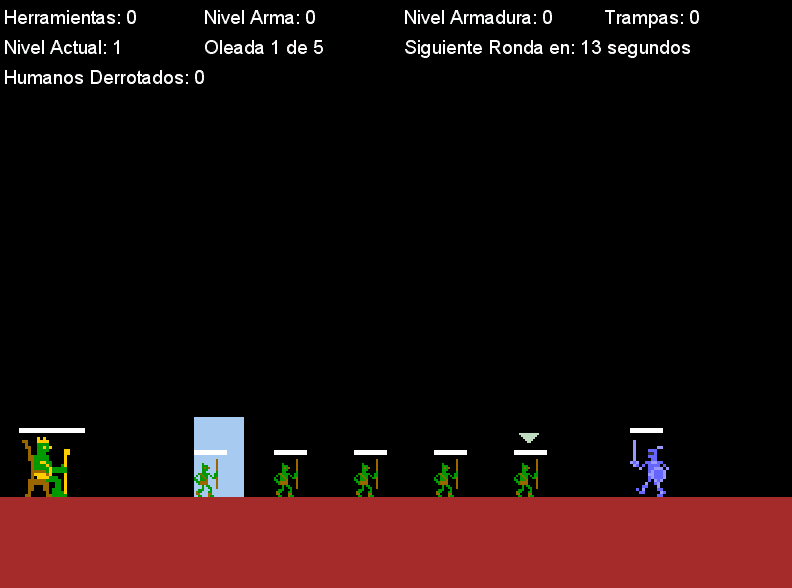 Herramientas: 0 Nivel Arma: 0 Nivel Armadura: 0 Trampas: 0
Nivel Actual: 1 Oleada 1 de 5 Siguiente Ronda en: 13 segundos
Humanos Derrotados: 0